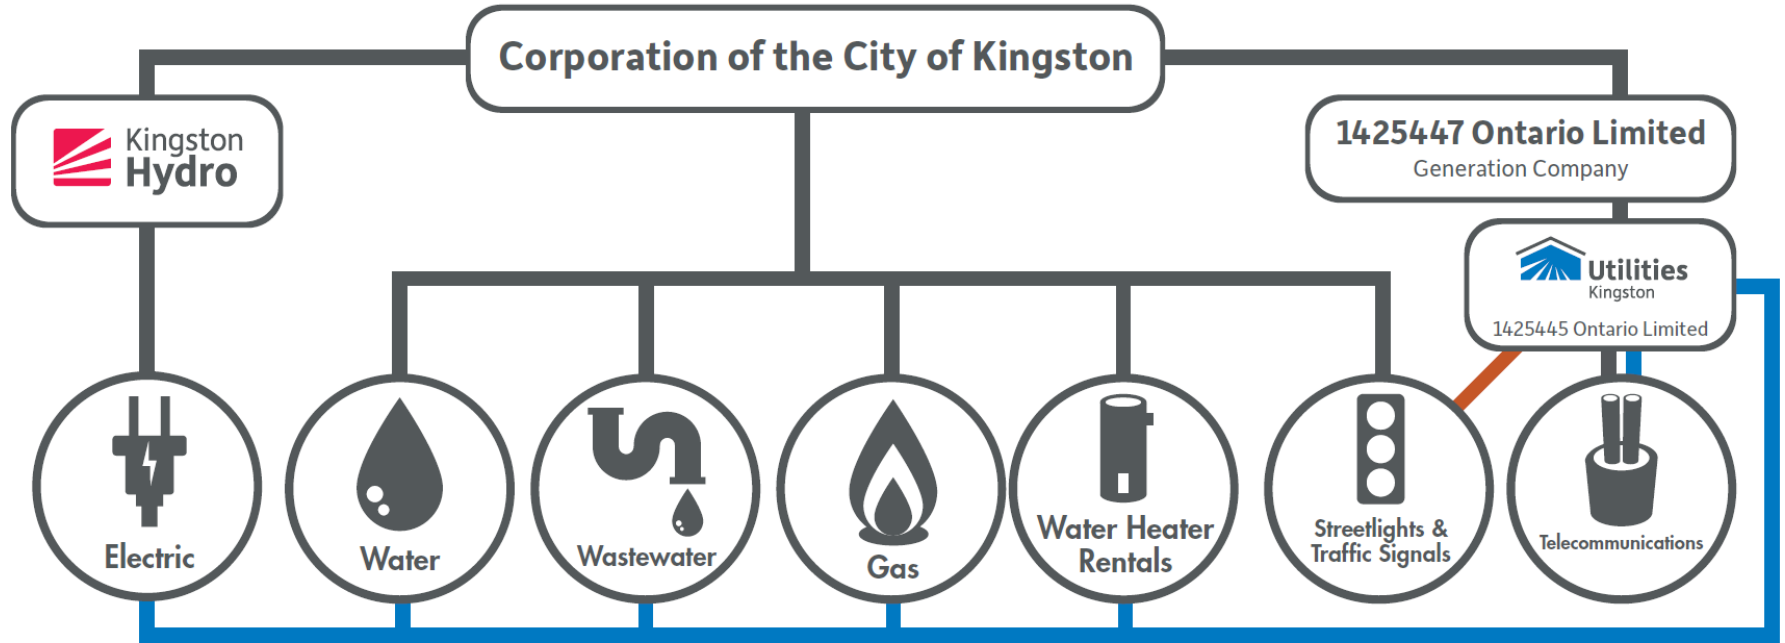 Corporation of the City of Kingston
Kingston
Hydro
1425447 Ontario Limited
Generation Company
Utilities
Kingston
1425445 Ontario Limited
Electric
Water
Wastewater
Gas
Water Heater
Rentals
Streetlights &
Traffic Signals
Telecommunications